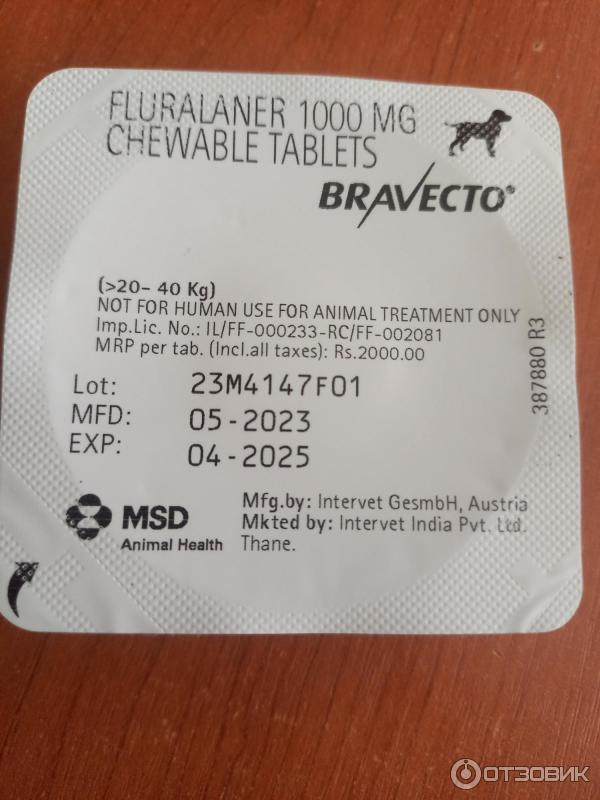 FLURALANER 1000 MG
CHEWABLE TABLETS
BRAVECTO®
(>20- 40 Kg)
NOT FOR HUMAN USE FOR ANIMAL TREATMENT ONLY
Imp.Lic. No.: IL/FF-000233-RC/FF-002081
MRP per tab. (Incl.all taxes): Rs.2000.00
Lot: 23M4147F01
MFD: 05-2023
EXP: 04-2025
387880 R3
MSD
Animal Health
Mfg.by: Intervet GesmbH, Austria
Mkted by: Intervet India Pvt. Ltd.
Thane.
ОТЗОВИК